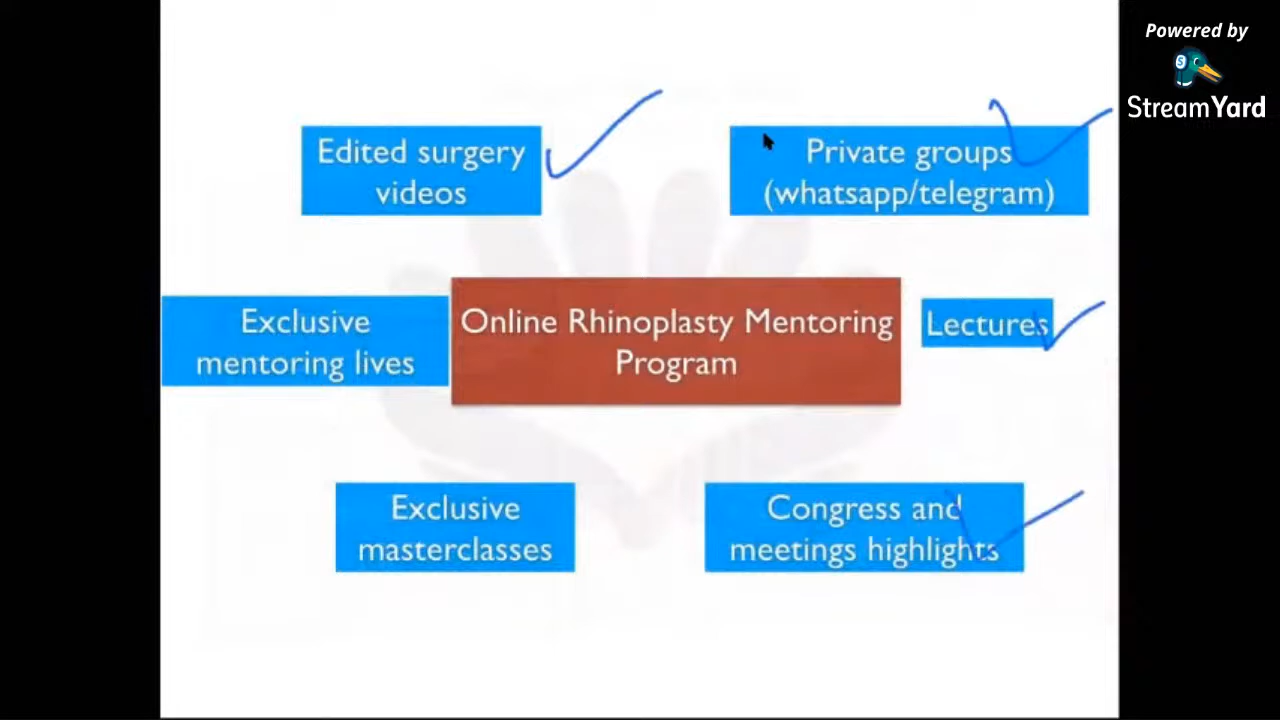 Powered by
StreamYard
Edited surgery
videos
Private groups
(whatsapp/telegram)
Exclusive
mentoring lives
Online Rhinoplasty Mentoring
Program
Lectures
Exclusive
masterclasses
Congress and
meetings highlights